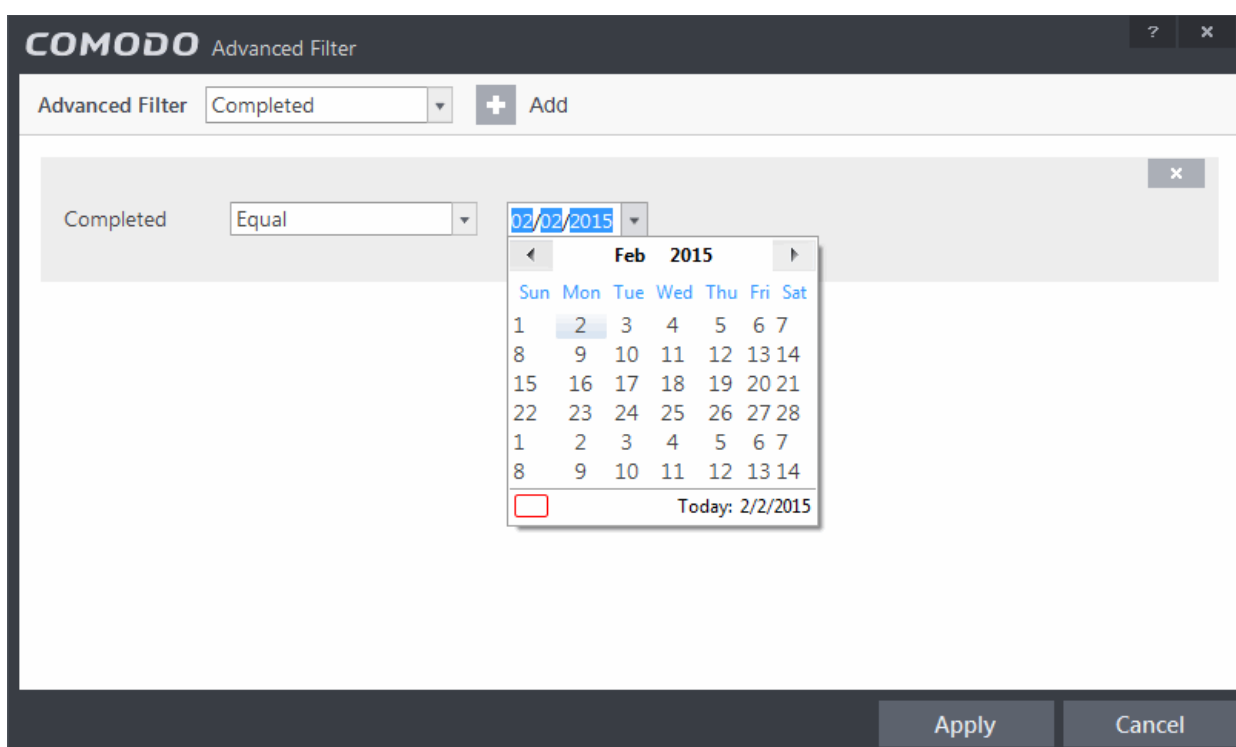 COMODO Advanced Filter ? ×
Advanced Filter Completed Add
Completed Equal 02/02/2015
Feb 2015
Sun Mon Tue Wed Thu Fri Sat
1 2 3 4 5 6 7
8 9 10 11 12 13 14
15 16 17 18 19 20 21
22 23 24 25 26 27 28
1 2 3 4 5 6 7
8 9 10 11 12 13 14
Today: 2/2/2015
Apply Cancel